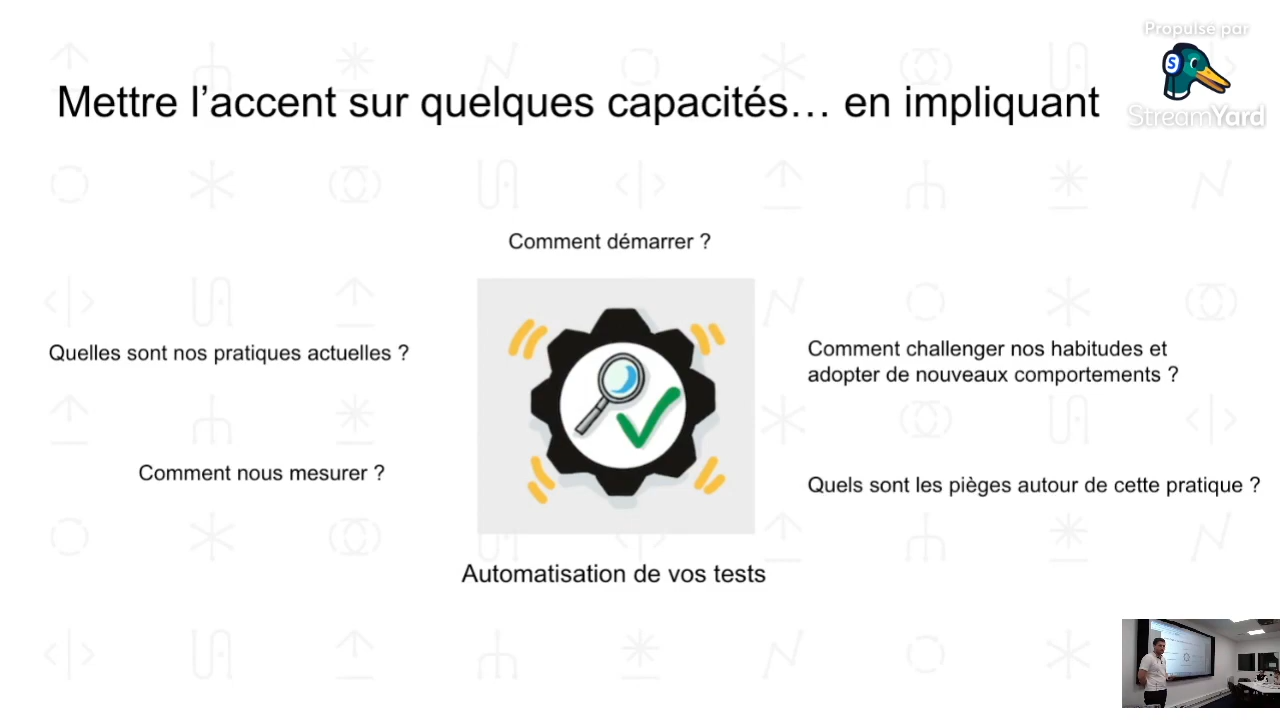 Propulsé par
StreamYard
Mettre l’accent sur quelques capacités… en impliquant
Comment démarrer ?
Quelles sont nos pratiques actuelles ?
Comment challenger nos habitudes et
adopter de nouveaux comportements ?
Comment nous mesurer ?
Quels sont les pièges autour de cette pratique ?
Automatisation de vos tests